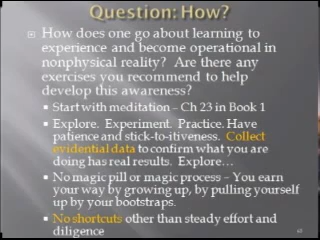 Question: How?
How does one go about learning to
experience and become operational in
nonphysical reality? Are there any
exercises you recommend to help
develop this awareness?
Start with meditation – Ch 23 in Book 1
Explore. Experiment. Practice. Have
patience and stick-to-itiveness. Collect
evidential data to confirm what you are
doing has real results. Explore…
No magic pill or magic process – You earn
your way by growing up, by pulling yourself
up by your bootstraps.
No shortcuts other than steady effort and
diligence